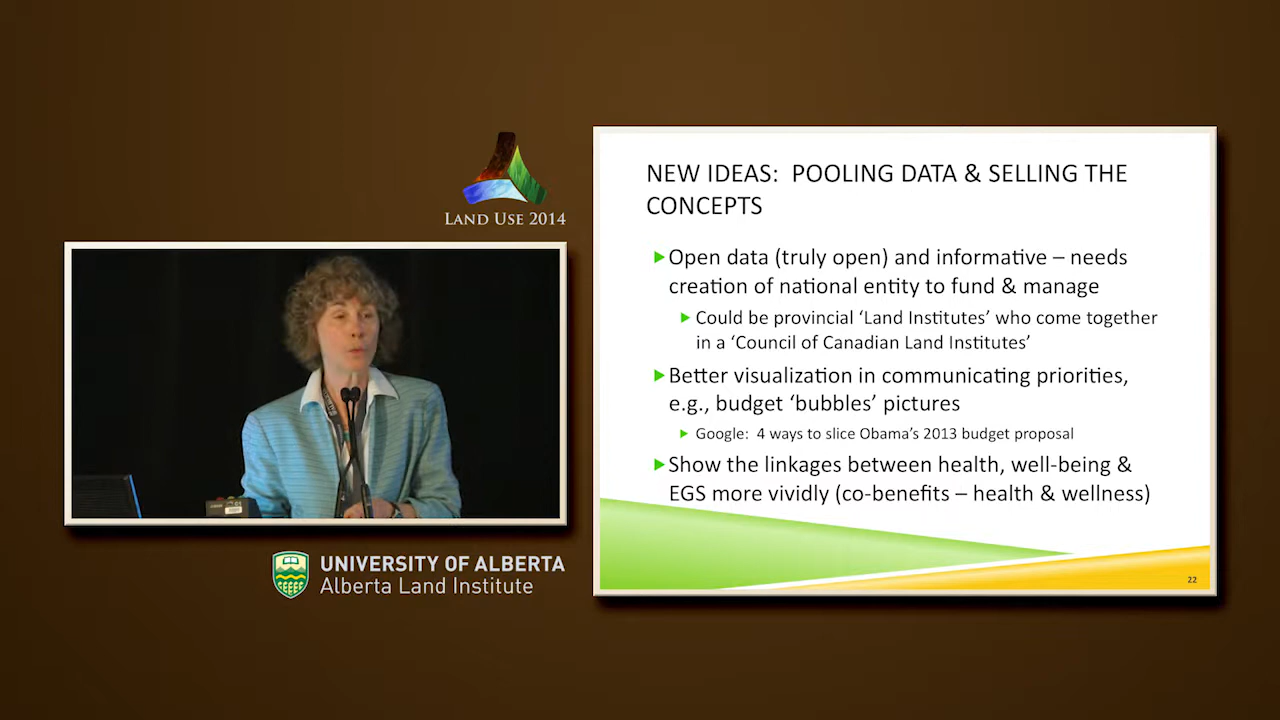 LAND USE 2014
UNIVERSITY OF ALBERTA
Alberta Land Institute
NEW IDEAS: POOLING DATA & SELLING THE
CONCEPTS
Open data (truly open) and informative – needs
creation of national entity to fund & manage
Could be provincial ‘Land Institutes’ who come together
in a ‘Council of Canadian Land Institutes’
Better visualization in communicating priorities,
e.g., budget ‘bubbles’ pictures
Google: 4 ways to slice Obama’s 2013 budget proposal
Show the linkages between health, well-being &
EGS more vividly (co-benefits – health & wellness)
22